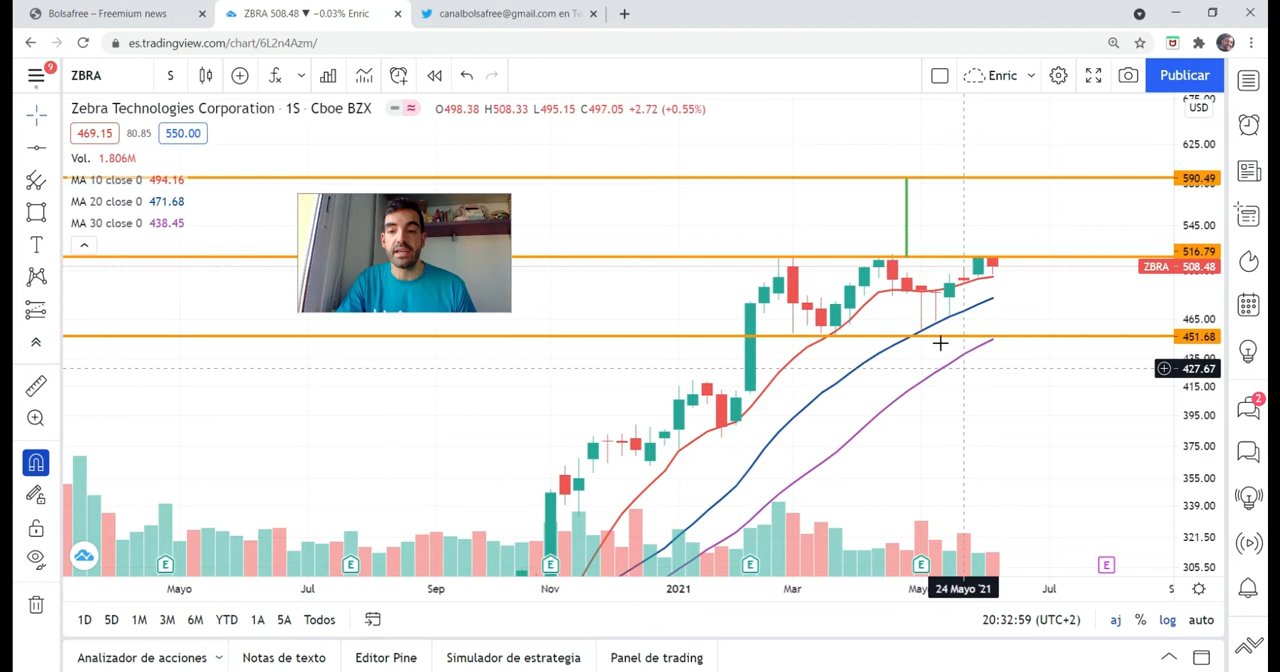 Bolsafree – Freemium news
ZBRA 508.48 ▼ −0.03% Enric
canalbolsafree@gmail.com en Tw
es.tradingview.com/chart/6L2n4Azm/
9
ZBRA
S
Enric
Publicar
Zebra Technologies Corporation · 1S · Cboe BZX
O498.38 H508.33 L495.15 C497.05 +2.72 (+0.55%)
USD
469.15 80.85 550.00
Vol. 1.806M
MA 10 close 0 494.16
MA 20 close 0 471.68
MA 30 close 0 438.45
625.00
590.49
545.00
516.79
ZBRA 508.48
465.00
451.68
427.67
415.00
395.00
375.00
355.00
339.00
321.50
305.50
2
E
E
E
E
E
E
Mayo
Jul
Sep
Nov
2021
Mar
May
24 Mayo '21
Jul
S
1D 5D 1M 3M 6M YTD 1A 5A Todos
20:32:59 (UTC+2)
aj % log auto
Analizador de acciones
Notas de texto
Editor Pine
Simulador de estrategia
Panel de trading